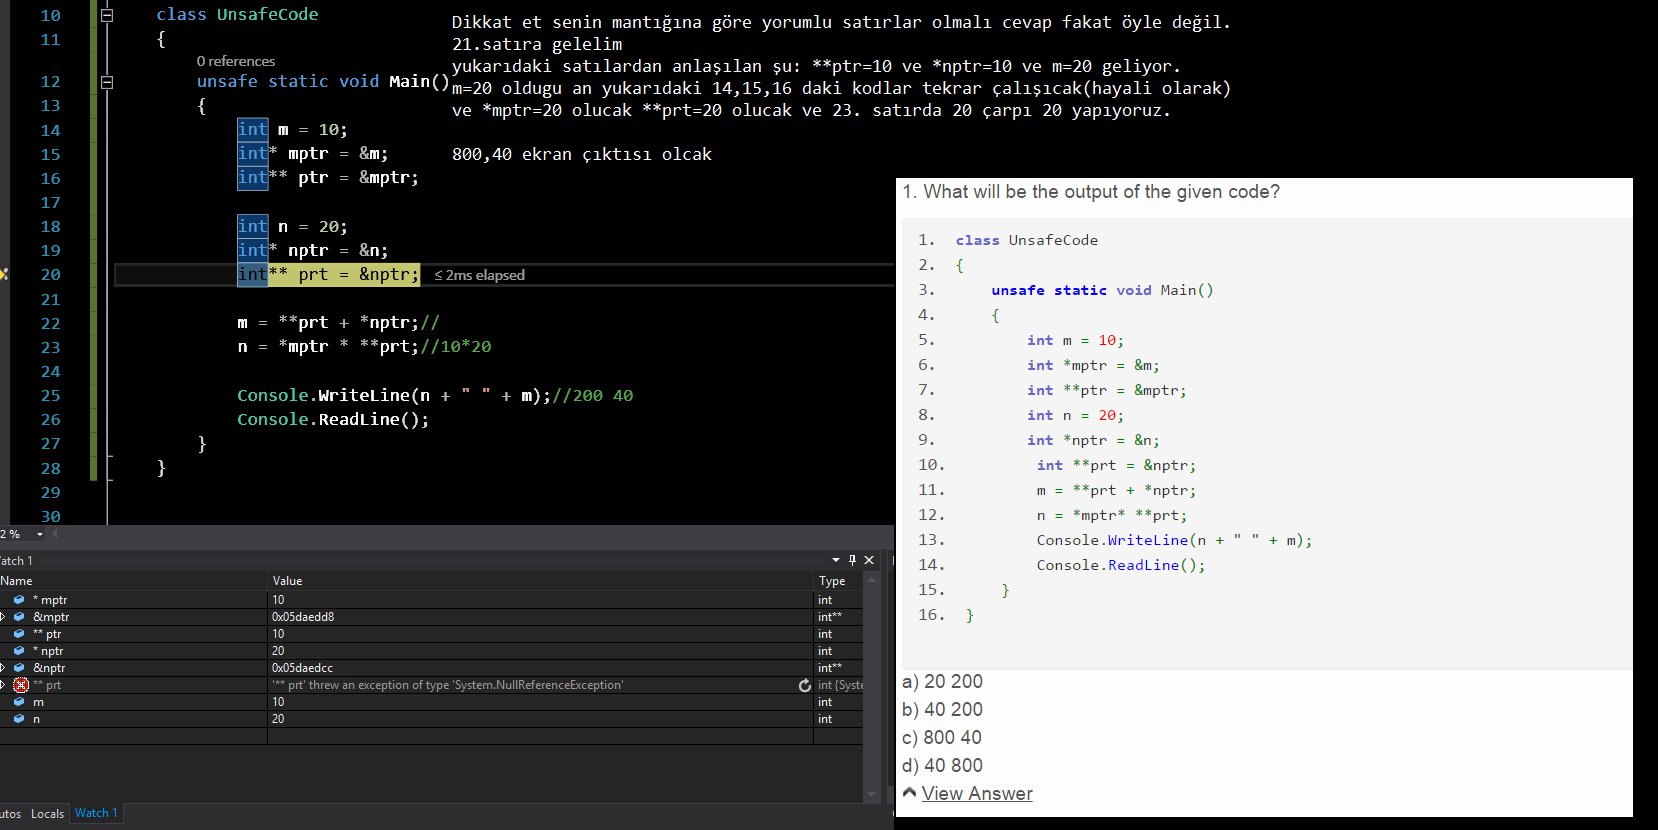 10 class UnsafeCode
11 {
0 references
12 unsafe static void Main()
13 {
14 int m = 10;
15 int* mptr = &m;
16 int** ptr = &mptr;
17
18 int n = 20;
19 int* nptr = &n;
20 int** prt = &nptr; ≤ 2ms elapsed
21
22 m = **prt + *nptr;//
23 n = *mptr * **prt;//10*20
24
25 Console.WriteLine(n + " " + m);//200 40
26 Console.ReadLine();
27 }
28 }
29
30
Dikkat et senin mantığına göre yorumlu satırlar olmalı cevap fakat öyle değil.
21.satıra gelelim
yukarıdaki satılardan anlaşılan şu: **ptr=10 ve *nptr=10 ve m=20 geliyor.
m=20 oldugu an yukarıdaki 14,15,16 daki kodlar tekrar çalışıcak(hayali olarak)
ve *mptr=20 olucak **prt=20 olucak ve 23. satırda 20 çarpı 20 yapıyoruz.
800,40 ekran çıktısı olcak
1. What will be the output of the given code?
1. class UnsafeCode
2. {
3. unsafe static void Main()
4. {
5. int m = 10;
6. int *mptr = &m;
7. int **ptr = &mptr;
8. int n = 20;
9. int *nptr = &n;
10. int **prt = &nptr;
11. m = **prt + *nptr;
12. n = *mptr* **prt;
13. Console.WriteLine(n + " " + m);
14. Console.ReadLine();
15. }
16. }
a) 20 200
b) 40 200
c) 800 40
d) 40 800
View Answer
2 %
atch 1
Name Value Type
* mptr 10 int
&mptr 0x05daedd8 int**
** ptr 10 int
* nptr 20 int
&nptr 0x05daedcc int**
** prt '** prt' threw an exception of type 'System.NullReferenceException' int {Syste
m 10 int
n 20 int
utos Locals Watch 1